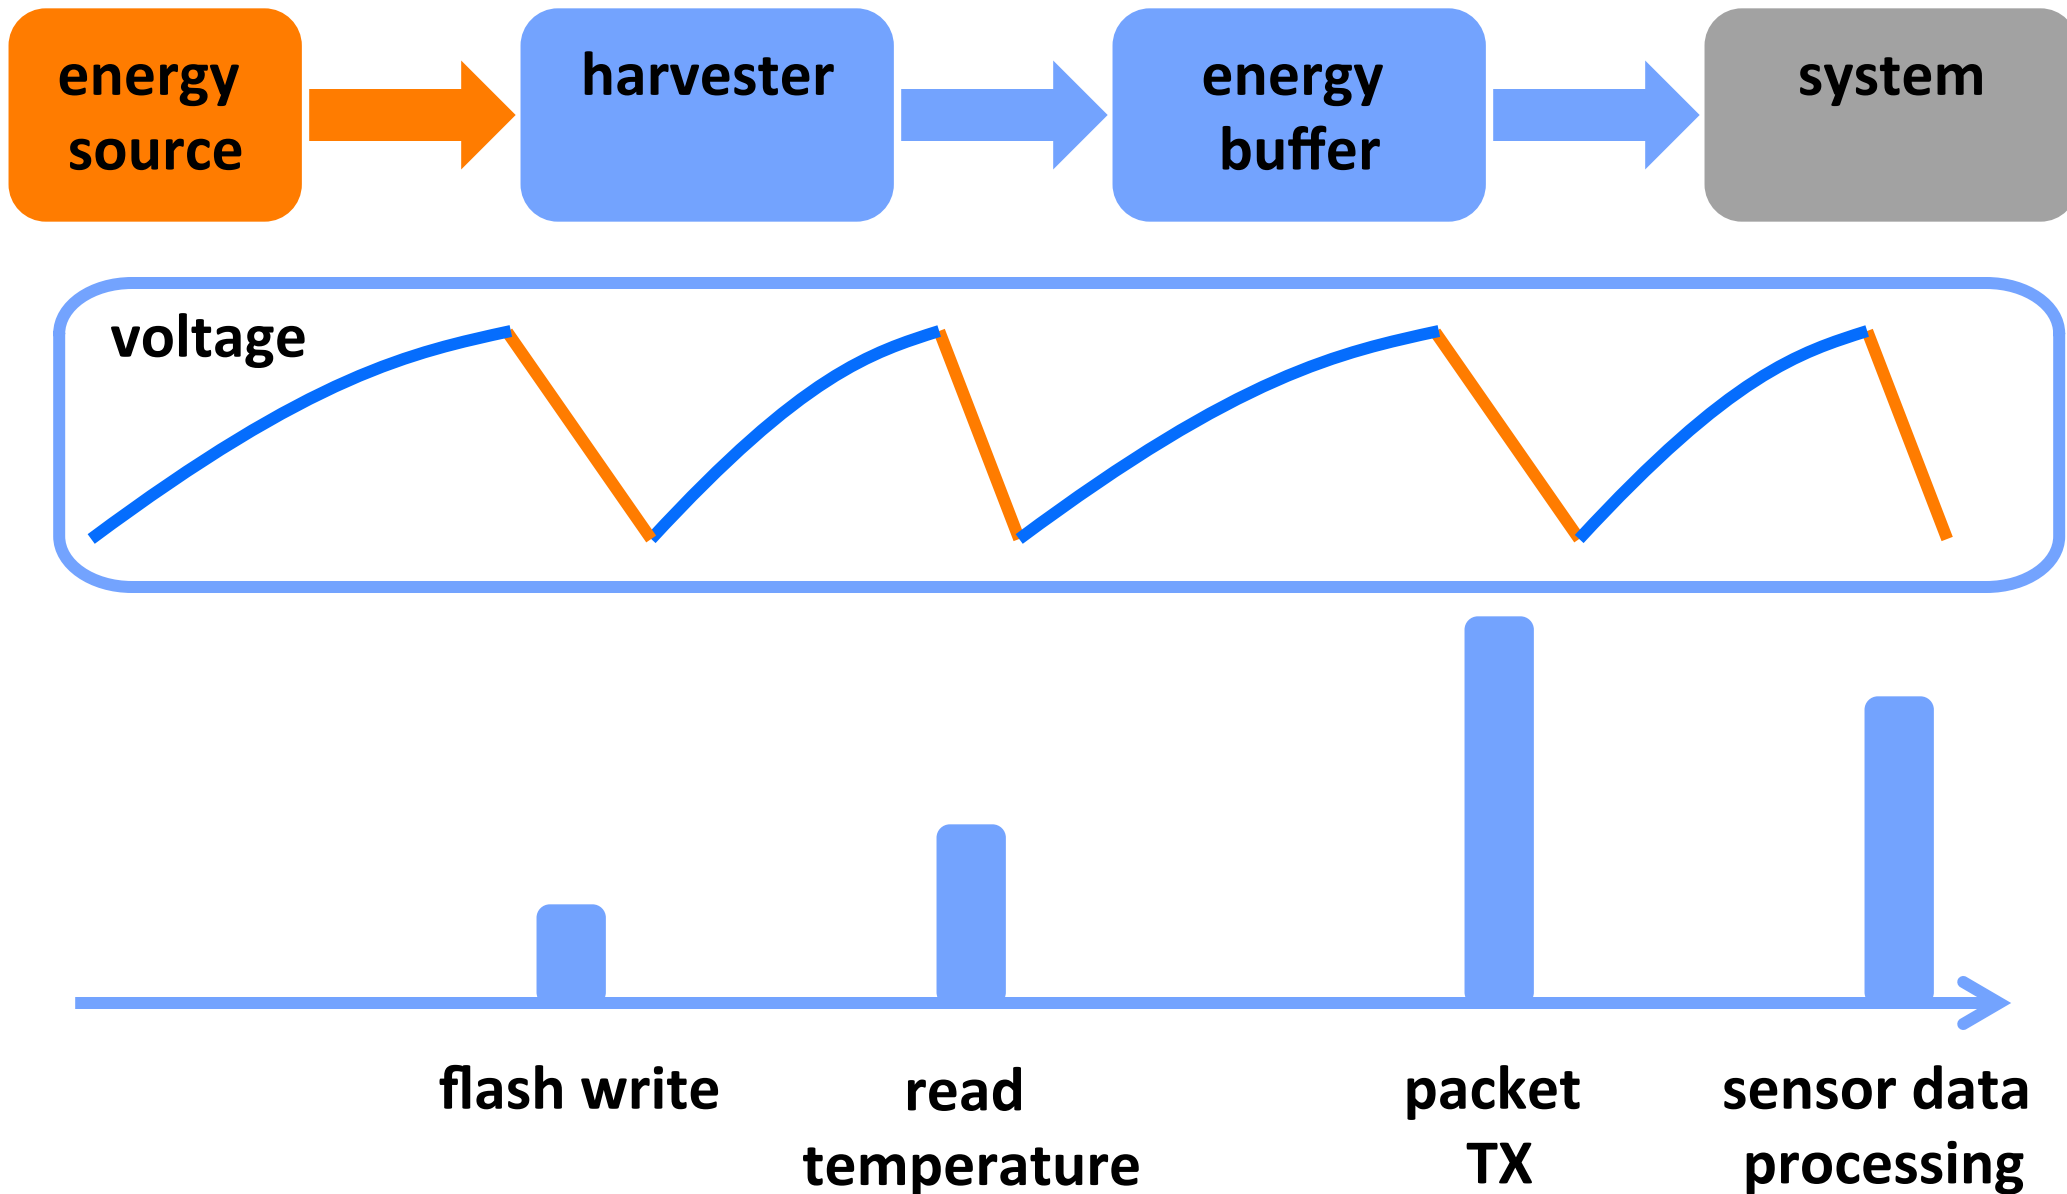 energy
source
harvester
energy
buffer
system
voltage
flash write
read
temperature
packet
TX
sensor data
processing